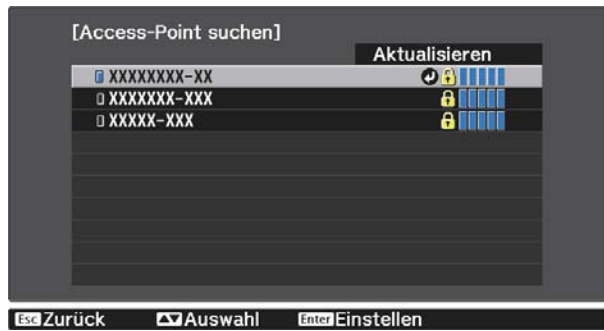 [Access-Point suchen]
Aktualisieren
XXXXXXXX-XX
XXXXXXX-XXX
XXXXX-XXX
Esc Zurück Auswahl Enter Einstellen